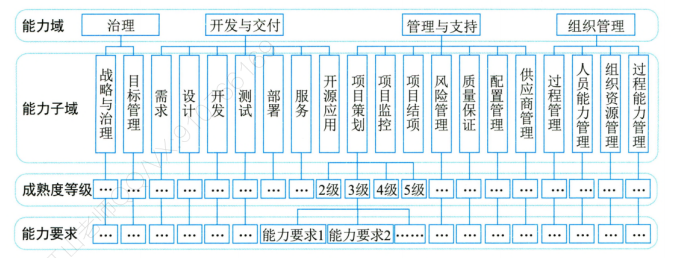 能力域 治理 开发与交付 管理与支持 组织管理
能力子域 战略与治理 目标管理 需求 设计 开发 测试 部署 服务 开源应用 项目策划 项目监控 项目结项 风险管理 质量保证 配置管理 供应商管理 过程管理 人员能力管理 组织资源管理 过程能力管理
成熟度等级 … … … … … … … … 2级 3级 4级 5级 … … … … … … … …
能力要求 … … … … … … 能力要求1 能力要求2 …… … … … … … … … …